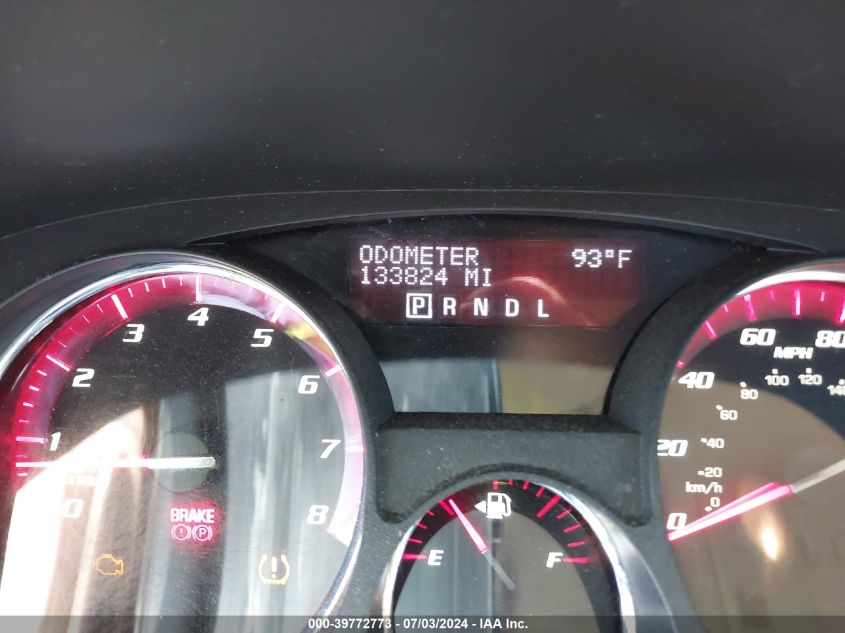 ODOMETER 93°F
133824 MI
P R N D L
0 1 2 3 4 5 6 7 8
BRAKE
E F
0 20 40 60 80
MPH
0 20 40 60 80 100 120
km/h
000-39772773 - 07/03/2024 - IAA Inc.